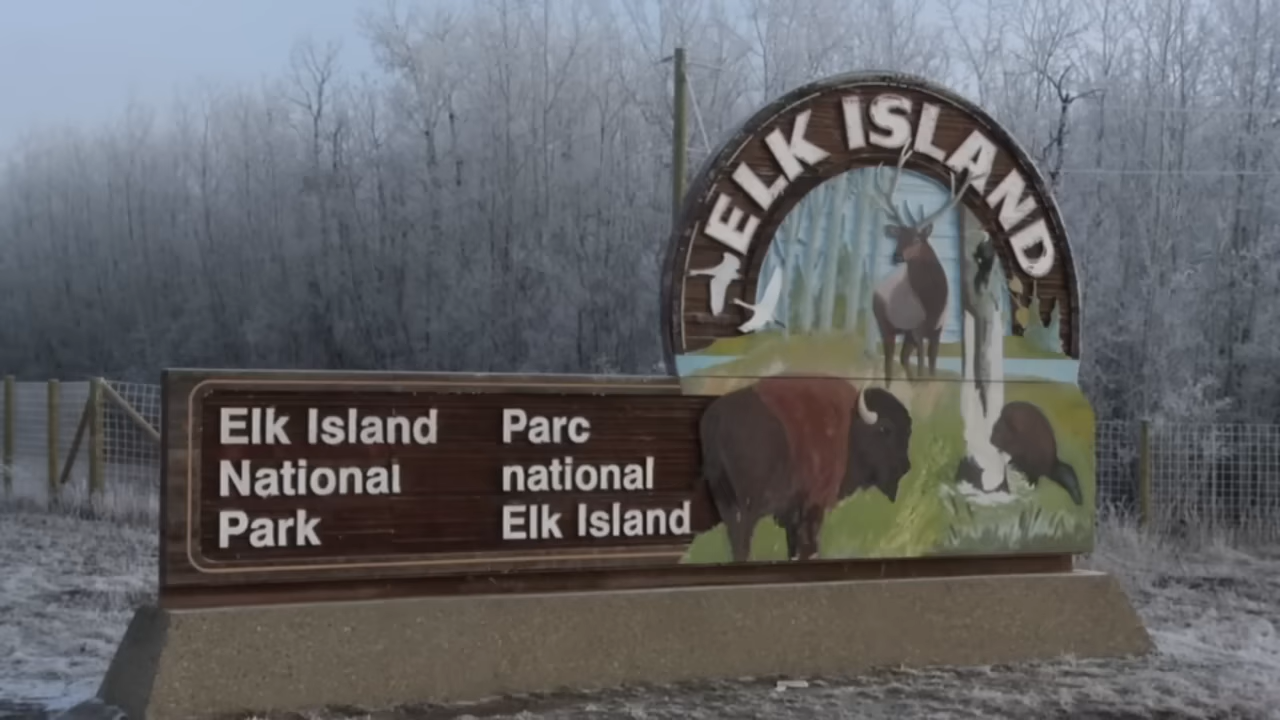 ELK ISLAND
Elk Island
National
Park
Parc
national
Elk Island